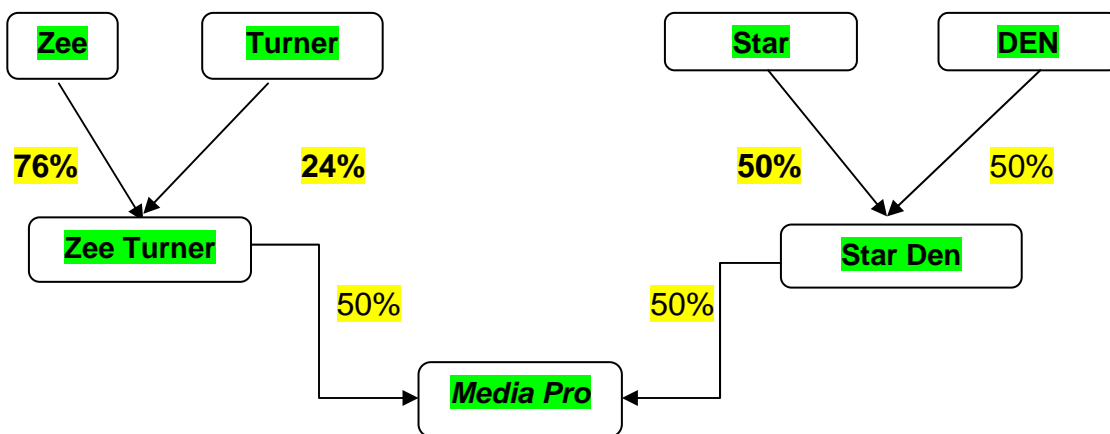 Zee
Turner
Star
DEN
76%
24%
50%
50%
Zee Turner
Star Den
50%
50%
Media Pro